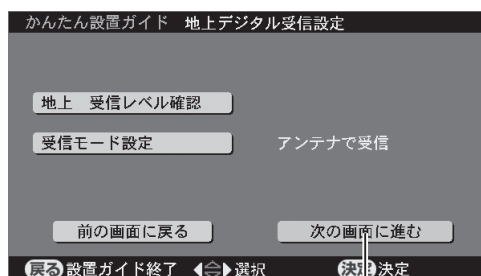 かんたん設置ガイド 地上デジタル受信設定
地上 受信レベル確認
受信モード設定 アンテナで受信
前の画面に戻る 次の画面に進む
戻る 設置ガイド終了 選択 決定 決定